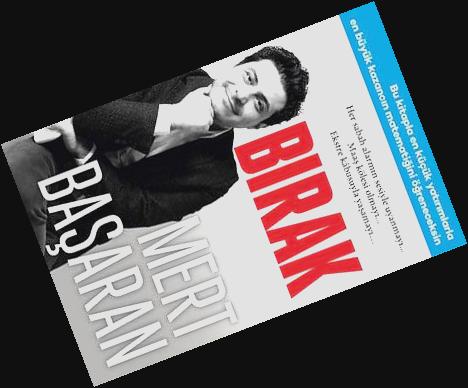 Bu kitapla en küçük yatırımlarla
en büyük kazancın matematiğini öğreneceksin
Her sabah alarmın sesiyle uyanmayı...
Maaş kölesi olmayı...
Ekstre kâbusuyla yaşamayı...
BIRAK
MERT
BAŞARAN